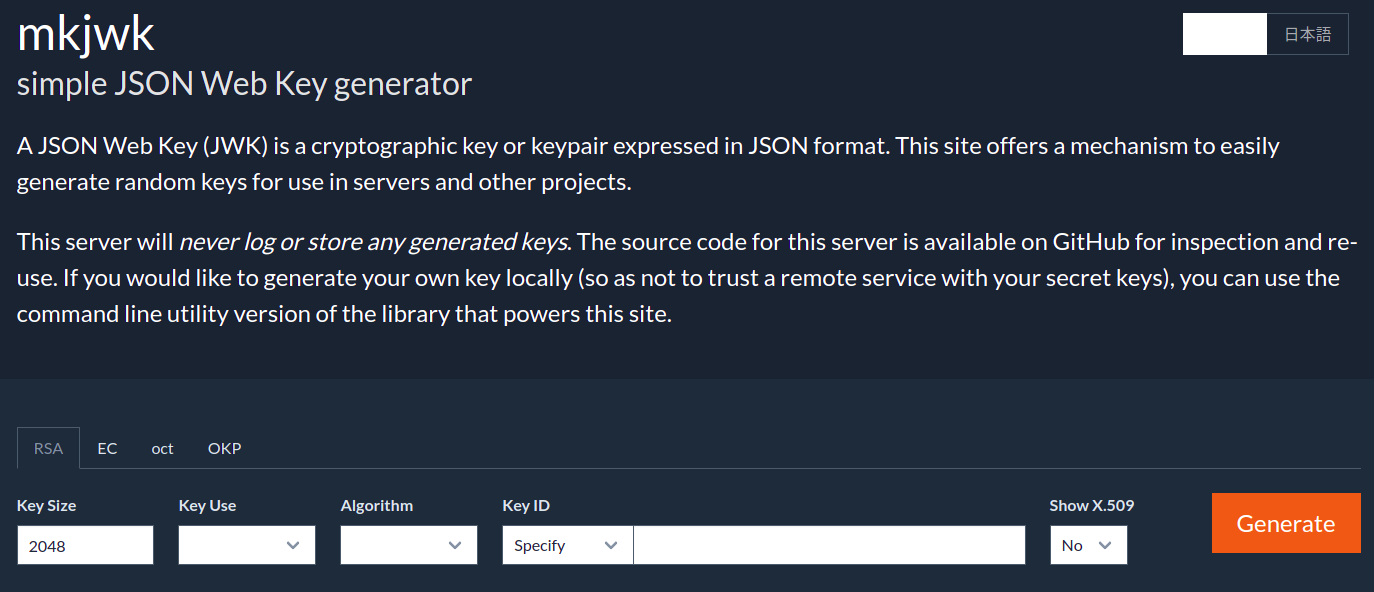 mkjwk
日本語
simple JSON Web Key generator
A JSON Web Key (JWK) is a cryptographic key or keypair expressed in JSON format. This site offers a mechanism to easily
generate random keys for use in servers and other projects.
This server will never log or store any generated keys. The source code for this server is available on GitHub for inspection and re-
use. If you would like to generate your own key locally (so as not to trust a remote service with your secret keys), you can use the
command line utility version of the library that powers this site.
RSA EC oct OKP
Key Size Key Use Algorithm Key ID Show X.509
Generate
2048 Specify No